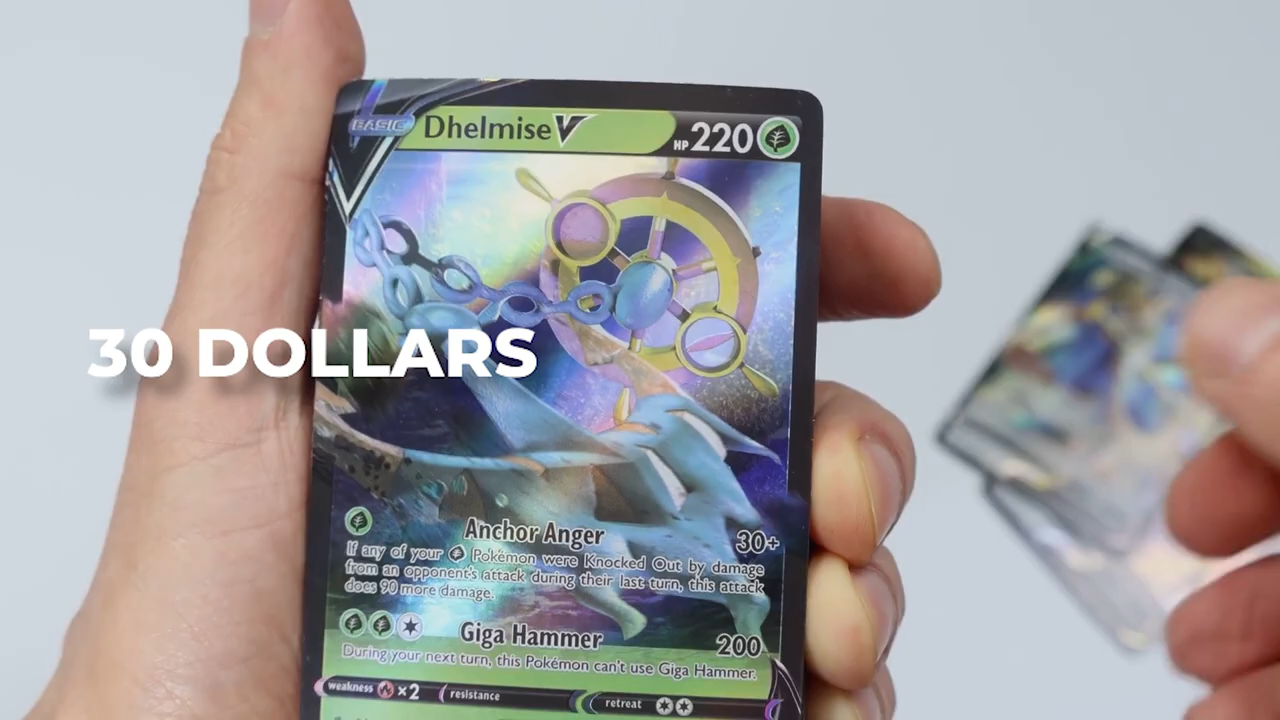 BASIC
Dhelmise V
HP 220
30 DOLLARS
Anchor Anger 30+
If any of your Pokémon were Knocked Out by damage
from an opponent's attack during their last turn, this attack
does 90 more damage.
Giga Hammer 200
During your next turn, this Pokémon can't use Giga Hammer.
weakness ×2 resistance retreat